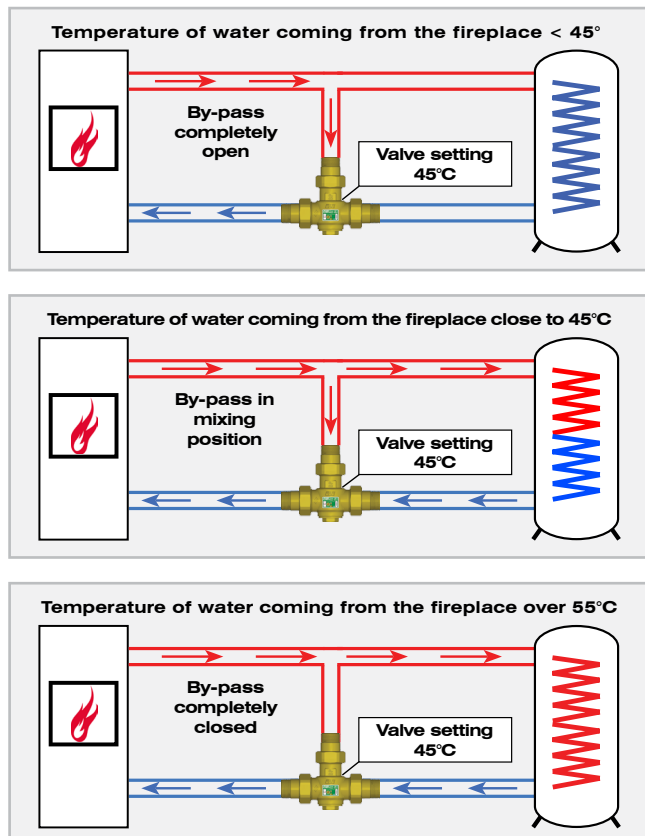 Temperature of water coming from the fireplace < 45°
By-pass
completely
open
Valve setting
45°C
Temperature of water coming from the fireplace close to 45°C
By-pass in
mixing
position
Valve setting
45°C
Temperature of water coming from the fireplace over 55°C
By-pass
completely
closed
Valve setting
45°C